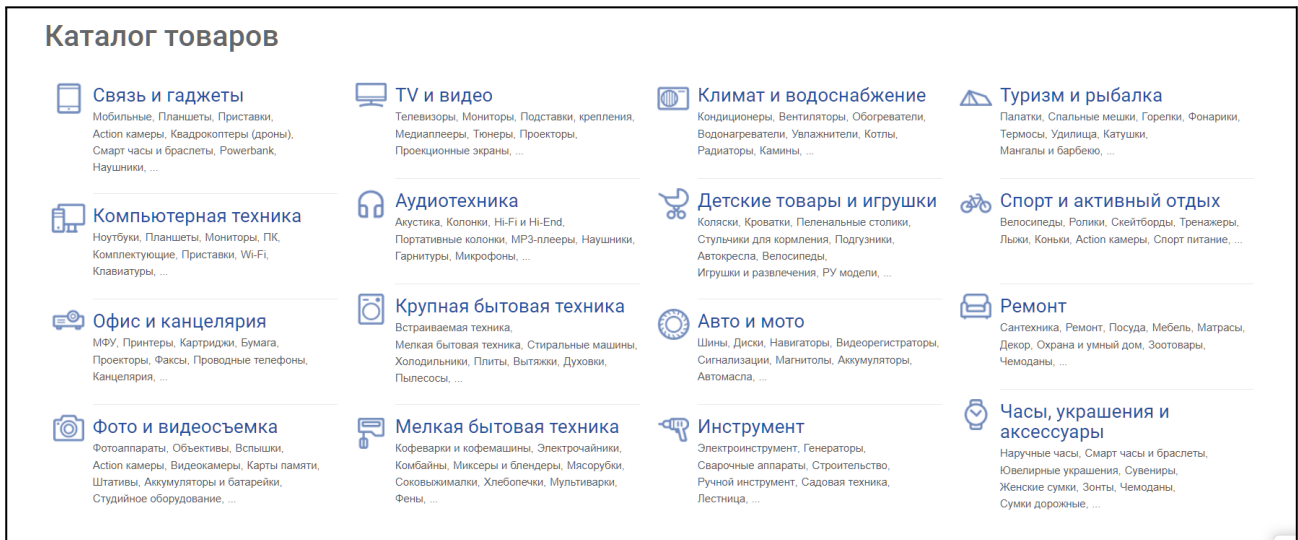 Каталог товаров
Связь и гаджеты
Мобильные, Планшеты, Приставки,
Action камеры, Квадрокоптеры (дроны),
Смарт часы и браслеты, Powerbank,
Наушники, ...
Компьютерная техника
Ноутбуки, Планшеты, Мониторы, ПК,
Комплектующие, Приставки, Wi-Fi,
Клавиатуры, ...
Офис и канцелярия
МФУ, Принтеры, Картриджи, Бумага,
Проекторы, Факсы, Проводные телефоны,
Канцелярия, ...
Фото и видеосъемка
Фотоаппараты, Объективы, Вспышки,
Action камеры, Видеокамеры, Карты памяти,
Штативы, Аккумуляторы и батарейки,
Студийное оборудование, ...
TV и видео
Телевизоры, Мониторы, Подставки, крепления,
Медиаплееры, Тюнеры, Проекторы,
Проекционные экраны, ...
Аудиотехника
Акустика, Колонки, Hi-Fi и Hi-End,
Портативные колонки, MP3-плееры, Наушники,
Гарнитуры, Микрофоны, ...
Крупная бытовая техника
Встраиваемая техника,
Мелкая бытовая техника, Стиральные машины,
Холодильники, Плиты, Вытяжки, Духовки,
Пылесосы, ...
Мелкая бытовая техника
Кофеварки и кофемашины, Электрочайники,
Комбайны, Миксеры и блендеры, Мясорубки,
Соковыжималки, Хлебопечки, Мультиварки,
Фены, ...
Климат и водоснабжение
Кондиционеры, Вентиляторы, Обогреватели,
Водонагреватели, Увлажнители, Котлы,
Радиаторы, Камины, ...
Детские товары и игрушки
Коляски, Кроватки, Пеленальные столики,
Стульчики для кормления, Подгузники,
Автокресла, Велосипеды,
Игрушки и развлечения, РУ модели, ...
Авто и мото
Шины, Диски, Навигаторы, Видеорегистраторы,
Сигнализации, Магнитолы, Аккумуляторы,
Автомасла, ...
Инструмент
Электроинструмент, Генераторы,
Сварочные аппараты, Строительство,
Ручной инструмент, Садовая техника,
Лестница, ...
Туризм и рыбалка
Палатки, Спальные мешки, Горелки, Фонарики,
Термосы, Удилища, Катушки,
Мангалы и барбекю, ...
Спорт и активный отдых
Велосипеды, Ролики, Скейтборды, Тренажеры,
Лыжи, Коньки, Action камеры, Спорт питание, ...
Ремонт
Сантехника, Ремонт, Посуда, Мебель, Матрасы,
Декор, Охрана и умный дом, Зоотовары,
Чемоданы, ...
Часы, украшения и
аксессуары
Наручные часы, Смарт часы и браслеты,
Ювелирные украшения, Сувениры,
Женские сумки, Зонты, Чемоданы,
Сумки дорожные, ...